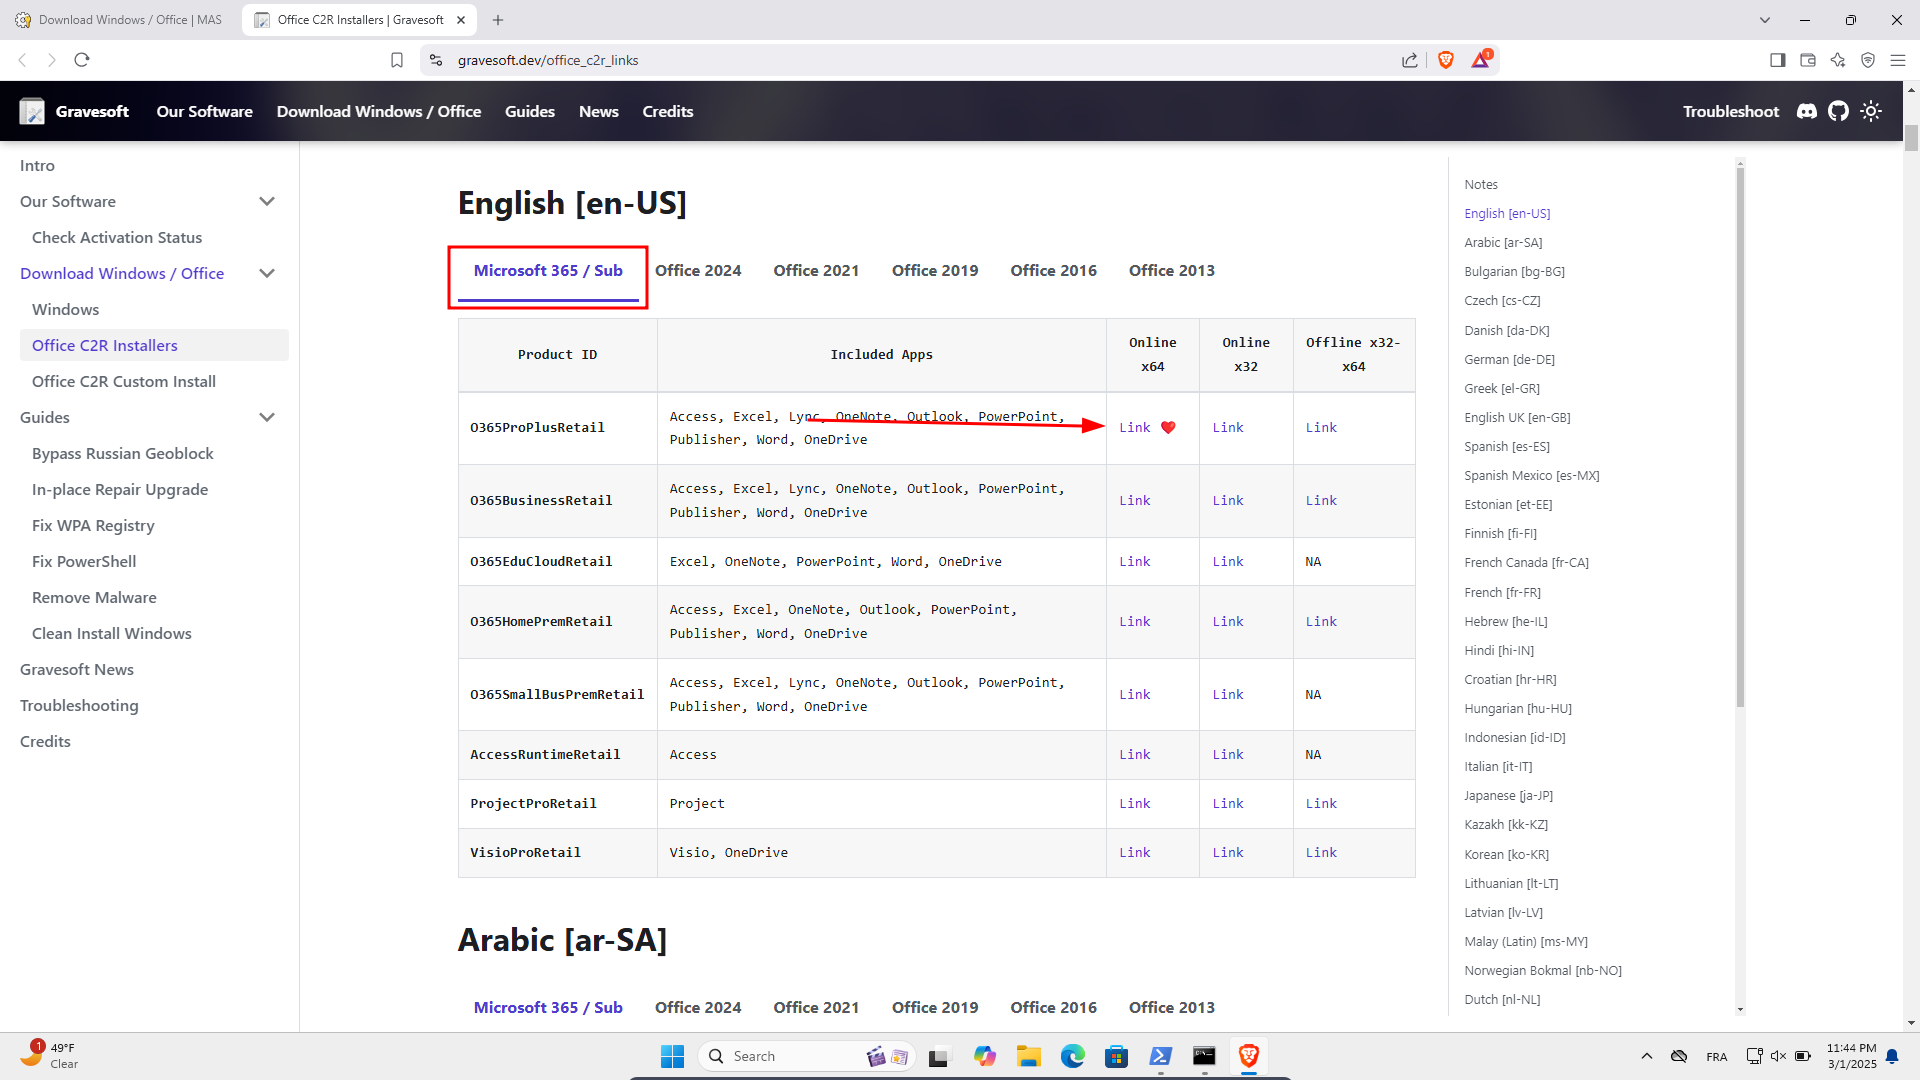 Download Windows / Office | MAS
Office C2R Installers | Gravesoft
gravesoft.dev/office_c2r_links
1
Gravesoft
Our Software
Download Windows / Office
Guides
News
Credits
Troubleshoot
Intro
Our Software
Check Activation Status
Download Windows / Office
Windows
Office C2R Installers
Office C2R Custom Install
Guides
Bypass Russian Geoblock
In-place Repair Upgrade
Fix WPA Registry
Fix PowerShell
Remove Malware
Clean Install Windows
Gravesoft News
Troubleshooting
Credits
English [en-US]
Microsoft 365 / Sub Office 2024 Office 2021 Office 2019 Office 2016 Office 2013
Product ID Included Apps Online x64 Online x32 Offline x32-x64
O365ProPlusRetail Access, Excel, Lync, OneNote, Outlook, PowerPoint, Link ❤️ Link Link
Publisher, Word, OneDrive
O365BusinessRetail Access, Excel, Lync, OneNote, Outlook, PowerPoint, Link Link Link
Publisher, Word, OneDrive
O365EduCloudRetail Excel, OneNote, PowerPoint, Word, OneDrive Link Link NA
O365HomePremRetail Access, Excel, OneNote, Outlook, PowerPoint, Link Link Link
Publisher, Word, OneDrive
O365SmallBusPremRetail Access, Excel, Lync, OneNote, Outlook, PowerPoint, Link Link NA
Publisher, Word, OneDrive
AccessRuntimeRetail Access Link Link NA
ProjectProRetail Project Link Link Link
VisioProRetail Visio, OneDrive Link Link Link
Arabic [ar-SA]
Microsoft 365 / Sub Office 2024 Office 2021 Office 2019 Office 2016 Office 2013
Notes
English [en-US]
Arabic [ar-SA]
Bulgarian [bg-BG]
Czech [cs-CZ]
Danish [da-DK]
German [de-DE]
Greek [el-GR]
English UK [en-GB]
Spanish [es-ES]
Spanish Mexico [es-MX]
Estonian [et-EE]
Finnish [fi-FI]
French Canada [fr-CA]
French [fr-FR]
Hebrew [he-IL]
Hindi [hi-IN]
Croatian [hr-HR]
Hungarian [hu-HU]
Indonesian [id-ID]
Italian [it-IT]
Japanese [ja-JP]
Kazakh [kk-KZ]
Korean [ko-KR]
Lithuanian [lt-LT]
Latvian [lv-LV]
Malay (Latin) [ms-MY]
Norwegian Bokmal [nb-NO]
Dutch [nl-NL]
1
49°F
Clear
Search
FRA
11:44 PM
3/1/2025